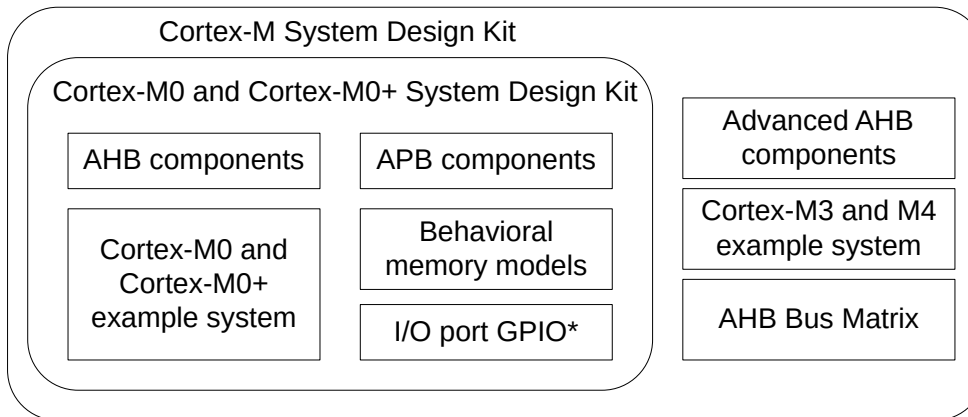 Cortex-M System Design Kit
Cortex-M0 and Cortex-M0+ System Design Kit
AHB components
APB components
Cortex-M0 and
Cortex-M0+
example system
Behavioral
memory models
I/O port GPIO*
Advanced AHB
components
Cortex-M3 and M4
example system
AHB Bus Matrix